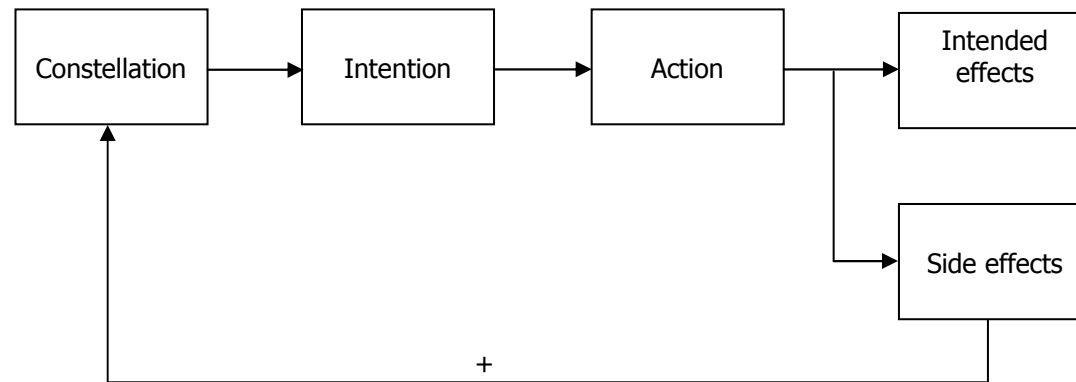 Constellation
Intention
Action
Intended
effects
Side effects
+